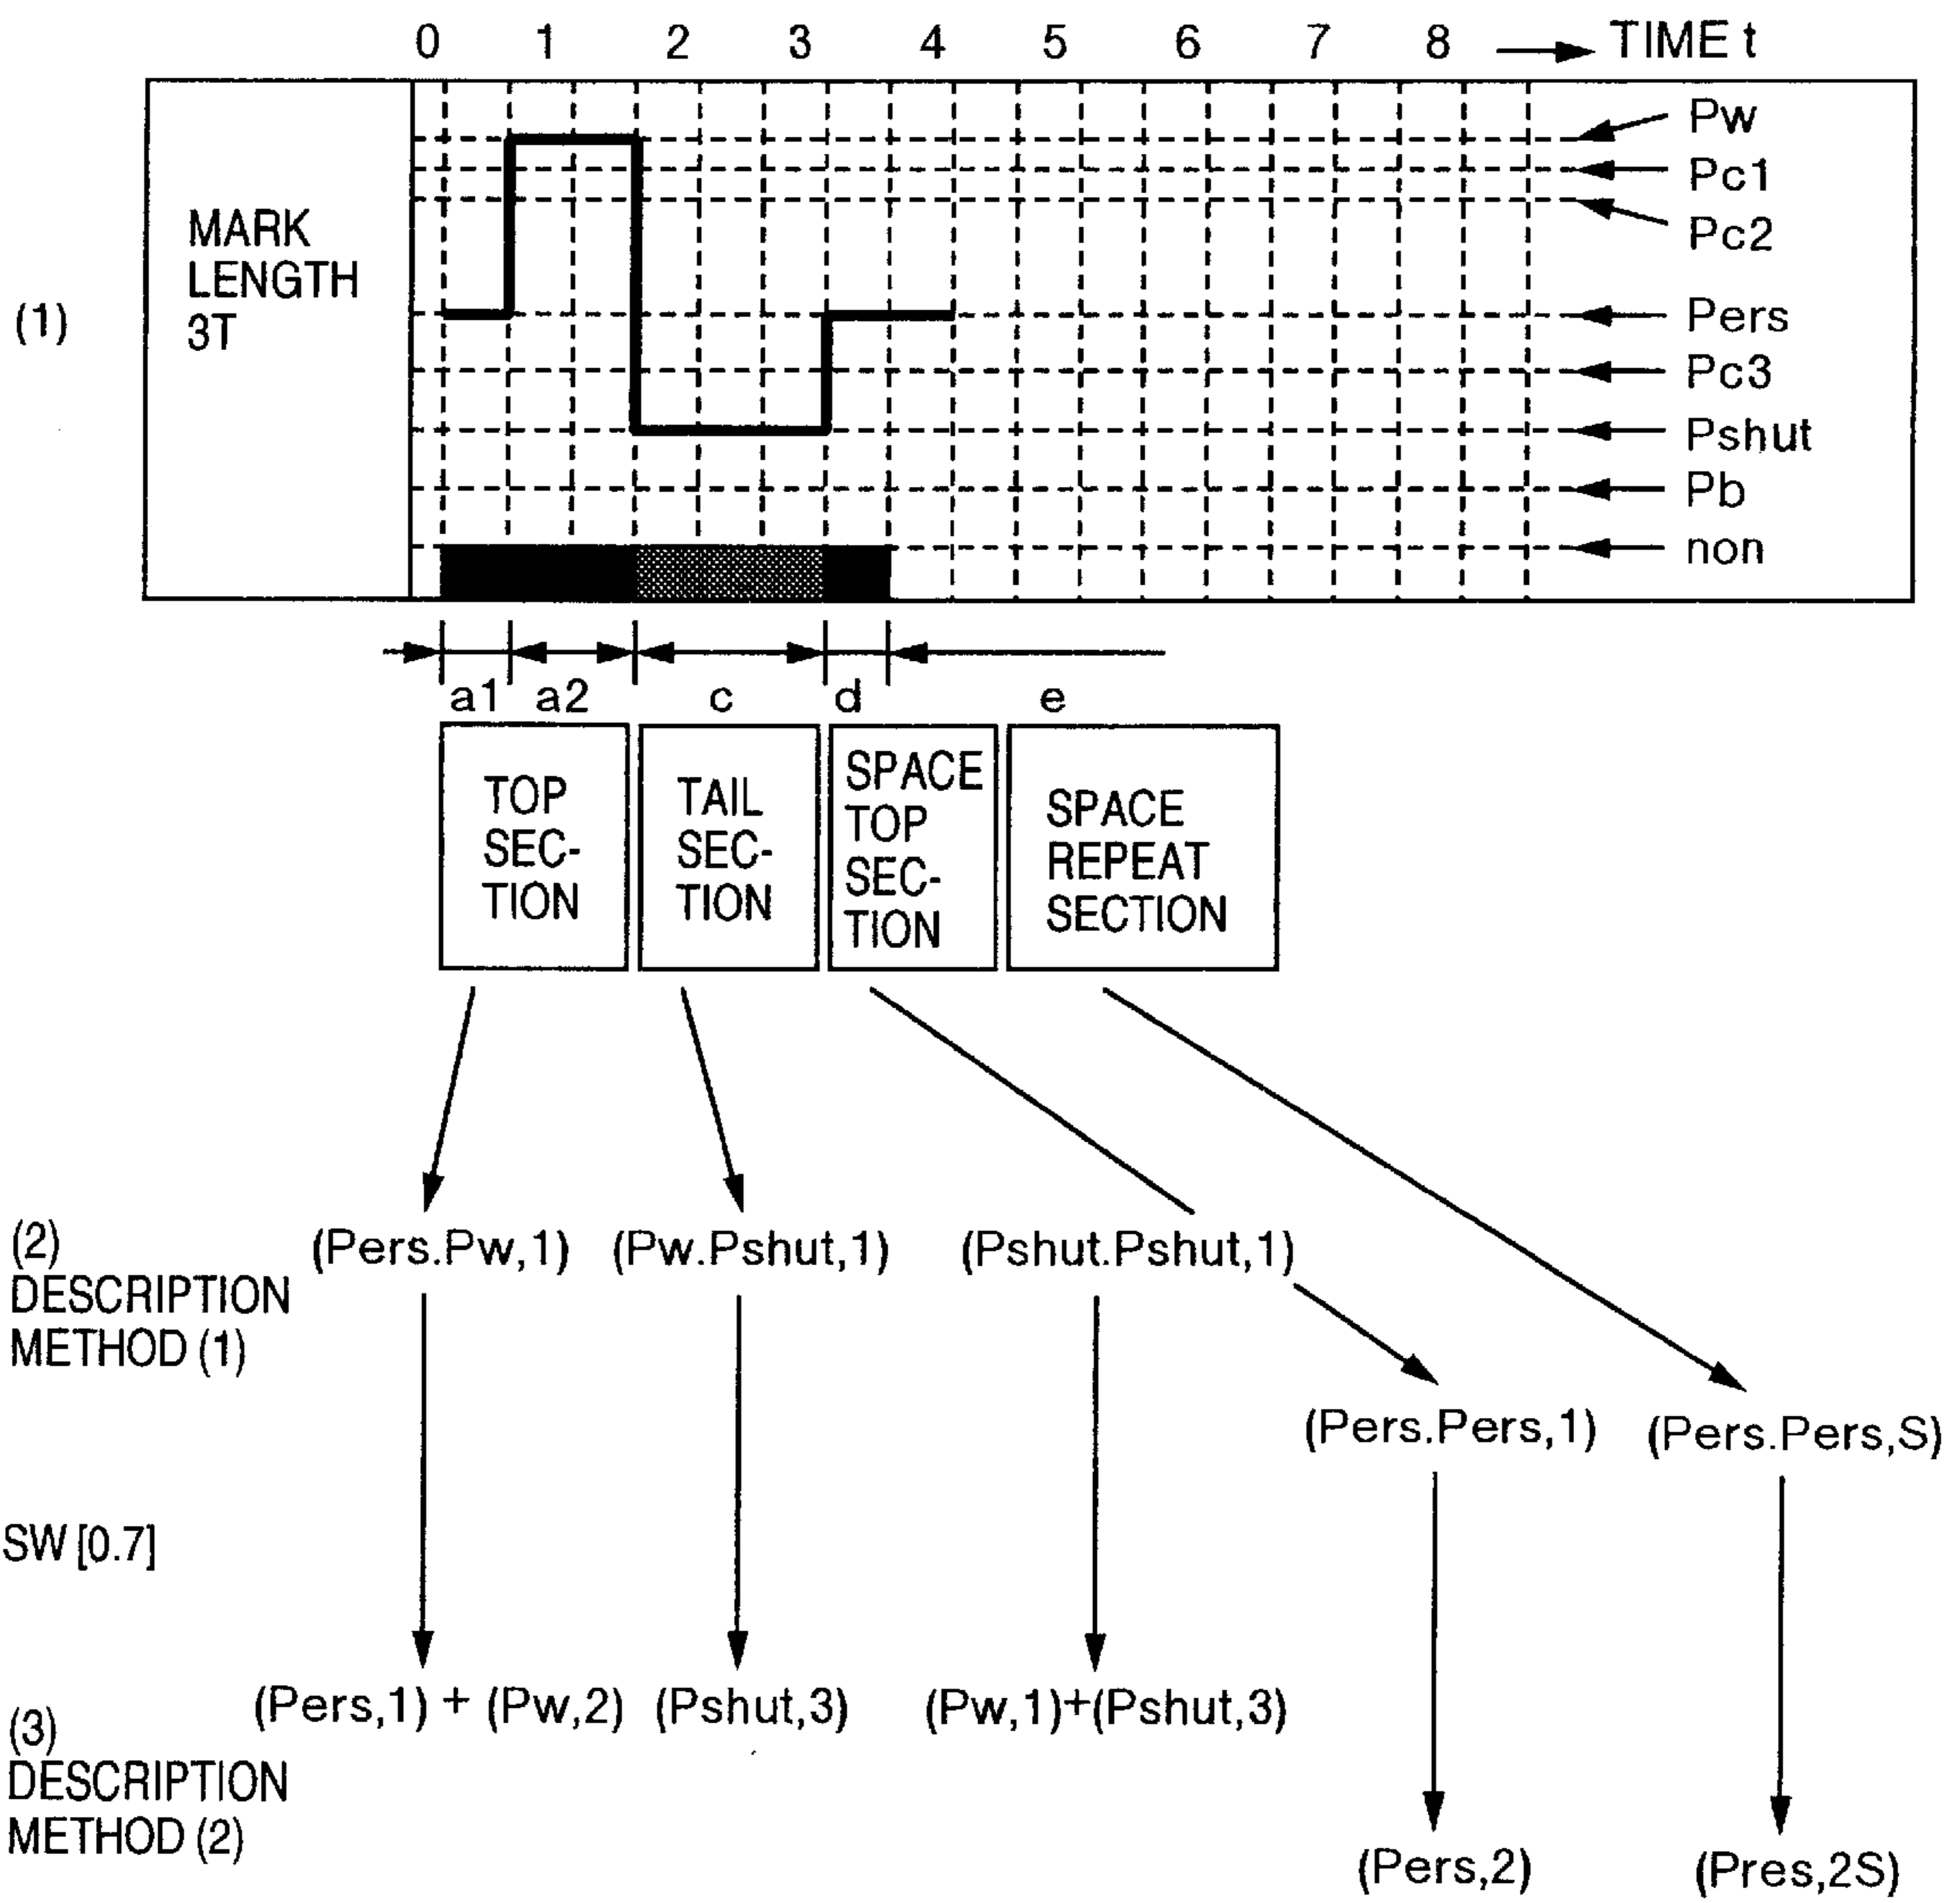 0 1 2 3 4 5 6 7 8 TIME t
Pw
Pc1
Pc2
MARK
LENGTH
3T
(1)
Pers
Pc3
Pshut
Pb
non
a1 a2 c d e
TOP
SEC-
TION
TAIL
SEC-
TION
SPACE
TOP
SEC-
TION
SPACE
REPEAT
SECTION
(2)
DESCRIPTION
METHOD (1)
(Pers.Pw,1) (Pw.Pshut,1) (Pshut.Pshut,1)
(Pers.Pers,1) (Pers.Pers,S)
SW [0.7]
(3)
DESCRIPTION
METHOD (2)
(Pers,1) + (Pw,2) (Pshut,3) (Pw,1)+(Pshut,3)
(Pers,2) (Pres,2S)